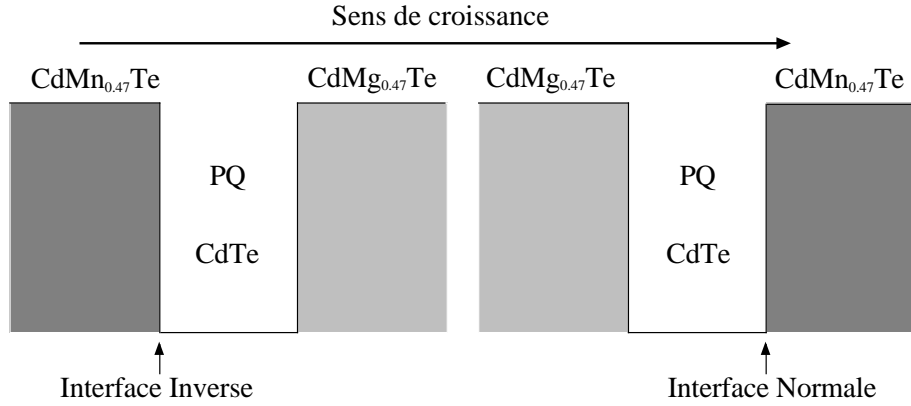 Sens de croissance
CdMn0.47Te CdMg0.47Te CdMg0.47Te CdMn0.47Te
PQ PQ
CdTe CdTe
Interface Inverse Interface Normale